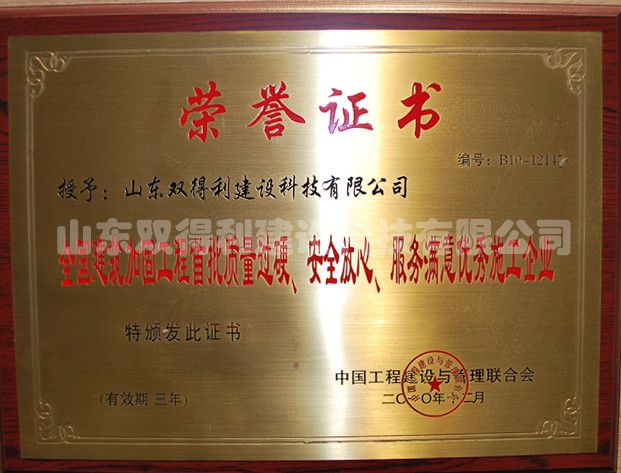 荣誉证书
编号：B10-1214
授予：山东双得利建设科技有限公司
山东双得利建设科技有限公司
全国建筑加固工程首批质量过硬、安全放心、服务满意优秀施工企业
特颁发此证书
中国工程建设与管理联合会
二〇一〇年十二月
(有效期 三年)